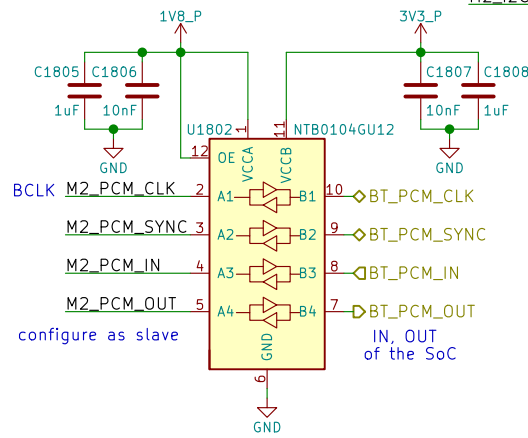 M2_I2
1V8_P
3V3_P
C1805 C1806
C1807 C1808
1uF
10nF
10nF
1uF
GND
GND
U1802
NTB0104GU12
1
11
VCCA
VCCB
12
OE
BCLK
M2_PCM_CLK
2
A1
B1
10
BT_PCM_CLK
M2_PCM_SYNC
3
A2
B2
9
BT_PCM_SYNC
M2_PCM_IN
4
A3
B3
8
BT_PCM_IN
M2_PCM_OUT
5
A4
B4
7
BT_PCM_OUT
configure as slave
IN, OUT
of the SoC
GND
6
GND